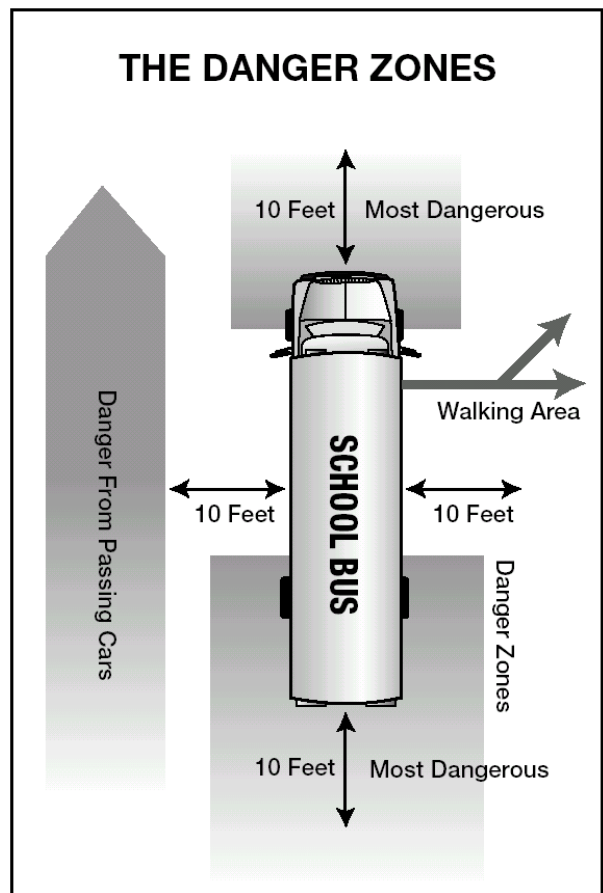 THE DANGER ZONES
10 Feet
Most Dangerous
Walking Area
Danger From Passing Cars
SCHOOL BUS
10 Feet
10 Feet
Danger Zones
10 Feet
Most Dangerous